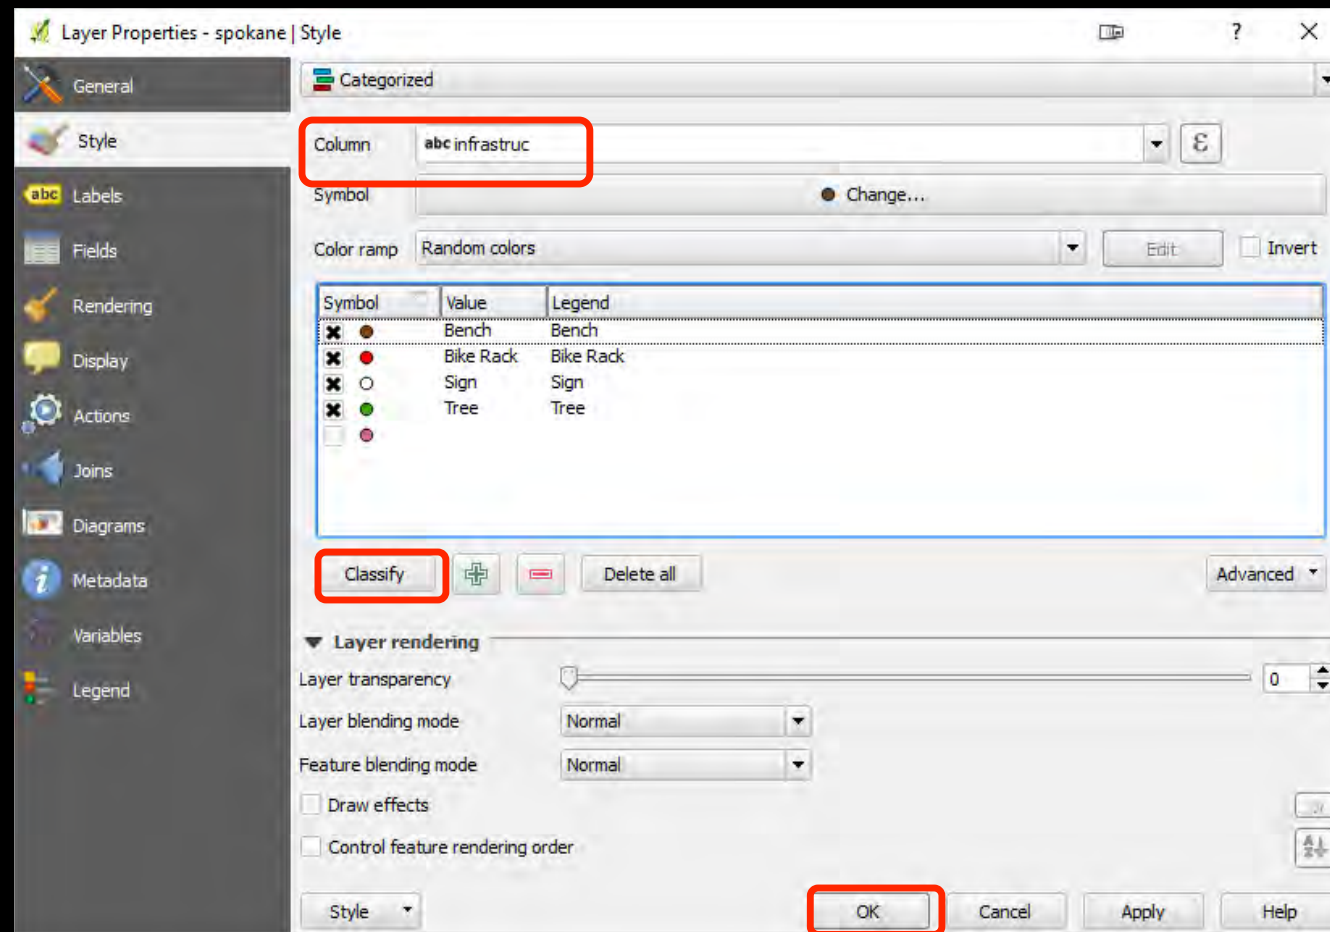 Layer Properties - spokane | Style
?
General
Style
abc Labels
Fields
Rendering
Display
Actions
Joins
Diagrams
Metadata
Variables
Legend
Categorized
Column abc infrastruc ε
Symbol Change...
Color ramp Random colors Edit Invert
Symbol Value Legend
Bench Bench
Bike Rack Bike Rack
Sign Sign
Tree Tree
Classify Delete all Advanced
Layer rendering
Layer transparency 0
Layer blending mode Normal
Feature blending mode Normal
Draw effects
Control feature rendering order
Style OK Cancel Apply Help